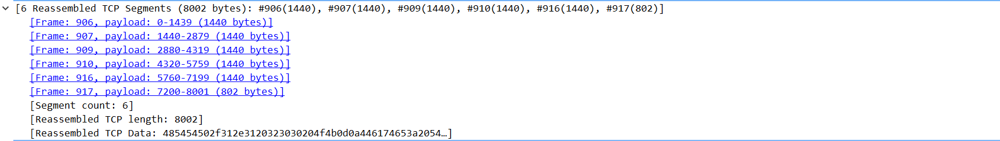 [6 Reassembled TCP Segments (8002 bytes): #906(1440), #907(1440), #909(1440), #910(1440), #916(1440), #917(802)]
[Frame: 906, payload: 0-1439 (1440 bytes)]
[Frame: 907, payload: 1440-2879 (1440 bytes)]
[Frame: 909, payload: 2880-4319 (1440 bytes)]
[Frame: 910, payload: 4320-5759 (1440 bytes)]
[Frame: 916, payload: 5760-7199 (1440 bytes)]
[Frame: 917, payload: 7200-8001 (802 bytes)]
[Segment count: 6]
[Reassembled TCP length: 8002]
[Reassembled TCP Data: 485454502f312e3120323030204f4b0d0a446174653a2054…]